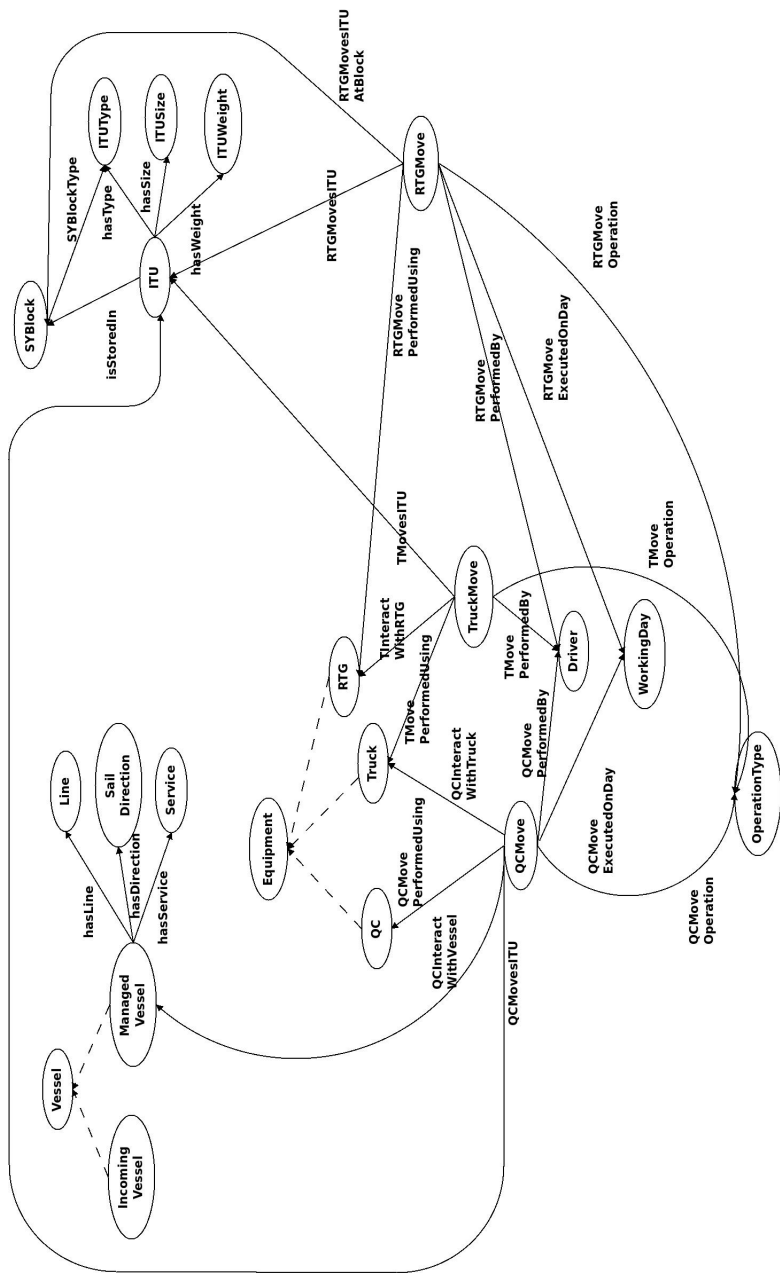 Vessel
Incoming
Vessel
Managed
Vessel
hasLine
hasDirection
hasService
Line
Sail
Direction
Service
SYBlock
isStoredIn
SYBlockType
hasType
hasSize
hasWeight
ITU
ITUType
ITUSize
ITUWeight
Equipment
QC
Truck
RTG
QCMovesITU
QCInteract
WithVessel
QCMove
PerformedUsing
QCInteract
WithTruck
TMove
PerformedUsing
TInteract
WithRTG
TMovesITU
RTGMove
PerformedUsing
RTGMovesITU
RTGMovesITU
AtBlock
QCMove
TruckMove
RTGMove
QCMove
PerformedBy
TMove
PerformedBy
RTGMove
PerformedBy
QCMove
ExecutedOnDay
RTGMove
ExecutedOnDay
Driver
WorkingDay
QCMove
Operation
TMove
Operation
RTGMove
Operation
OperationType